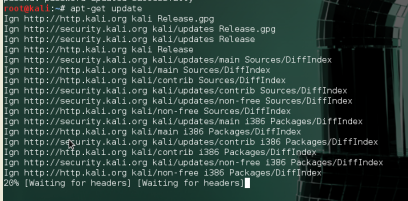 root@kali:~# apt-get update
Ign http://http.kali.org kali Release.gpg
Ign http://security.kali.org kali/updates Release.gpg
Ign http://security.kali.org kali/updates Release
Ign http://http.kali.org kali Release
Ign http://security.kali.org kali/updates/main Sources/DiffIndex
Ign http://http.kali.org kali/main Sources/DiffIndex
Ign http://http.kali.org kali/contrib Sources/DiffIndex
Ign http://security.kali.org kali/updates/contrib Sources/DiffIndex
Ign http://security.kali.org kali/updates/non-free Sources/DiffIndex
Ign http://http.kali.org kali/non-free Sources/DiffIndex
Ign http://security.kali.org kali/updates/main i386 Packages/DiffIndex
Ign http://http.kali.org kali/main i386 Packages/DiffIndex
Ign http://security.kali.org kali/updates/contrib i386 Packages/DiffIndex
Ign http://http.kali.org kali/contrib i386 Packages/DiffIndex
Ign http://security.kali.org kali/updates/non-free i386 Packages/DiffIndex
Ign http://http.kali.org kali/non-free i386 Packages/DiffIndex
20% [Waiting for headers] [Waiting for headers]